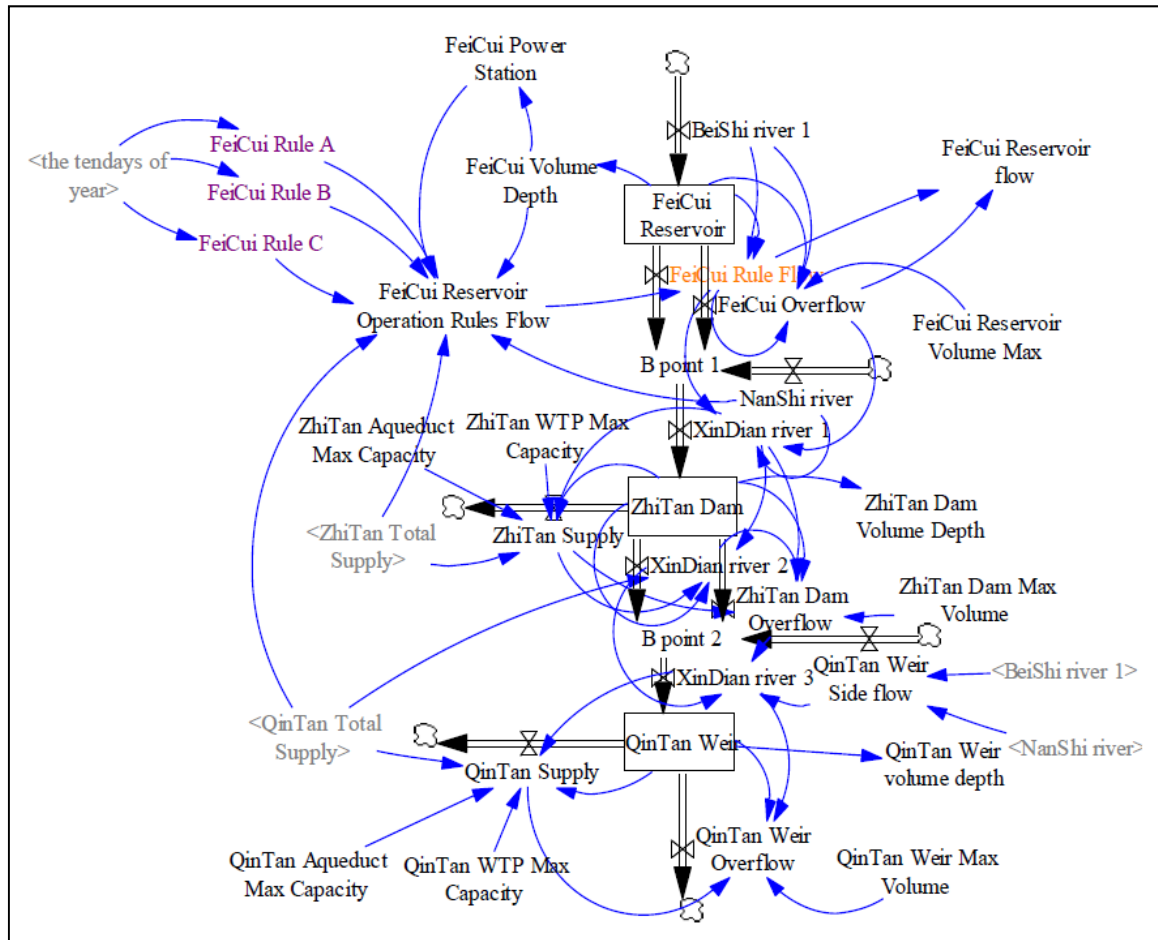 FeiCui Power
Station
BeiShi river 1
FeiCui Rule A
<the tendays of
year>
FeiCui Volume
Depth
FeiCui Reservoir
flow
FeiCui Rule B
FeiCui
Reservoir
FeiCui Rule C
FeiCui Rule Flow
FeiCui Reservoir
Operation Rules Flow
FeiCui Overflow
FeiCui Reservoir
Volume Max
B point 1
NanShi river
ZhiTan Aqueduct
Max Capacity
ZhiTan WTP Max
Capacity
XinDian river 1
ZhiTan Dam
ZhiTan Dam
Volume Depth
<ZhiTan Total
Supply>
ZhiTan Supply
XinDian river 2
ZhiTan Dam
Overflow
ZhiTan Dam Max
Volume
B point 2
QinTan Weir
Side flow
<BeiShi river 1>
XinDian river 3
<QinTan Total
Supply>
<NanShi river>
QinTan Weir
QinTan Weir
volume depth
QinTan Supply
QinTan Aqueduct
Max Capacity
QinTan WTP Max
Capacity
QinTan Weir
Overflow
QinTan Weir Max
Volume